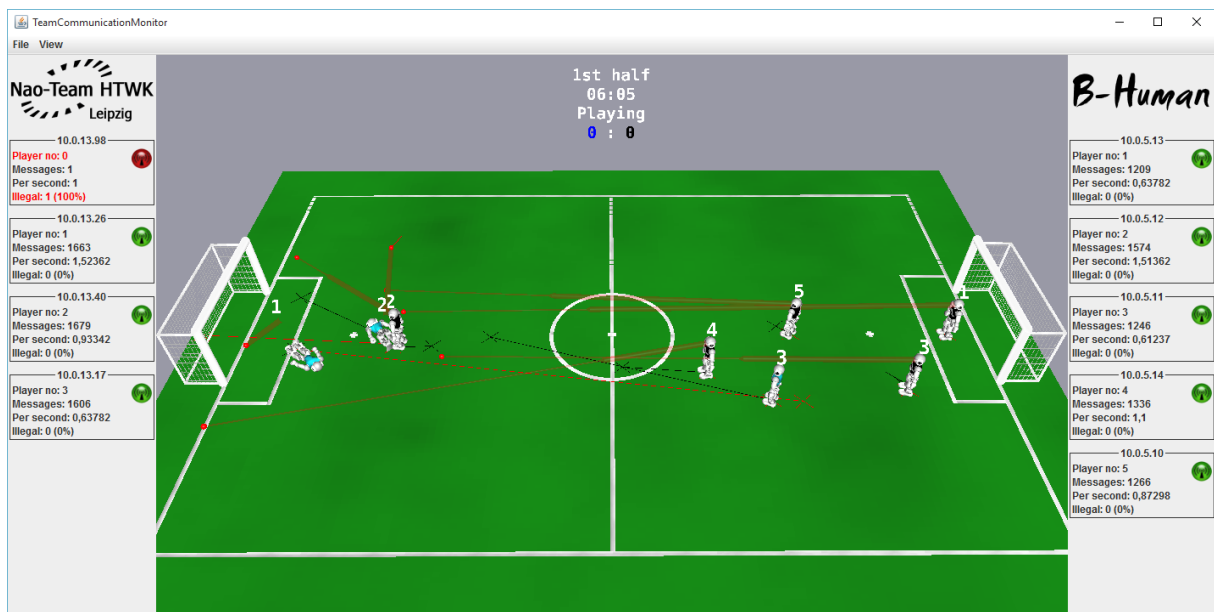 TeamCommunicationMonitor
File View
Nao-Team HTWK
Leipzig
10.0.13.98
Player no: 0
Messages: 1
Per second: 1
Illegal: 1 (100%)
10.0.13.26
Player no: 1
Messages: 1663
Per second: 1,52362
Illegal: 0 (0%)
10.0.13.40
Player no: 2
Messages: 1679
Per second: 0,93342
Illegal: 0 (0%)
10.0.13.17
Player no: 3
Messages: 1606
Per second: 0,63782
Illegal: 0 (0%)
1st half
06:05
Playing
0 : 0
5
1
2
2
1
4
3
3
B-Human
10.0.5.13
Player no: 1
Messages: 1209
Per second: 0,63782
Illegal: 0 (0%)
10.0.5.12
Player no: 2
Messages: 1574
Per second: 1,51362
Illegal: 0 (0%)
10.0.5.11
Player no: 3
Messages: 1246
Per second: 0,61237
Illegal: 0 (0%)
10.0.5.14
Player no: 4
Messages: 1336
Per second: 1,1
Illegal: 0 (0%)
10.0.5.10
Player no: 5
Messages: 1266
Per second: 0,87298
Illegal: 0 (0%)